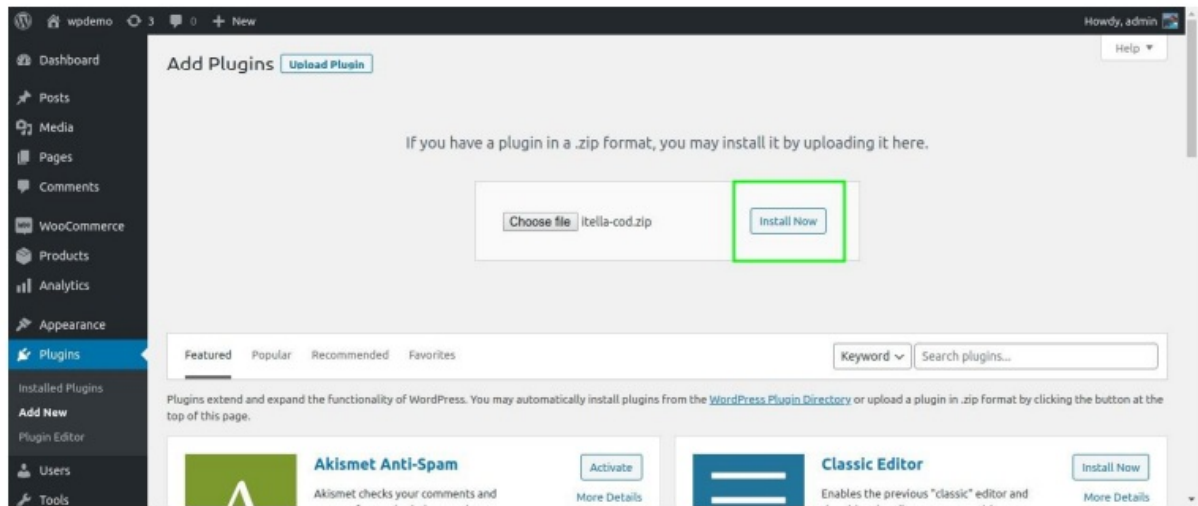 wpdemo 3 0 + New Howdy, admin
Help ▼
Dashboard
Posts
Media
Pages
Comments
WooCommerce
Products
Analytics
Appearance
Plugins
Installed Plugins
Add New
Plugin Editor
Users
Tools
Add Plugins Upload Plugin
If you have a plugin in a .zip format, you may install it by uploading it here.
Choose file itella-cod.zip Install Now
Featured Popular Recommended Favorites Keyword Search plugins...
Plugins extend and expand the functionality of WordPress. You may automatically install plugins from the WordPress Plugin Directory or upload a plugin in .zip format by clicking the button at the
top of this page.
Akismet Anti-Spam Activate
Akismet checks your comments and More Details
Classic Editor Install Now
Enables the previous "classic" editor and More Details